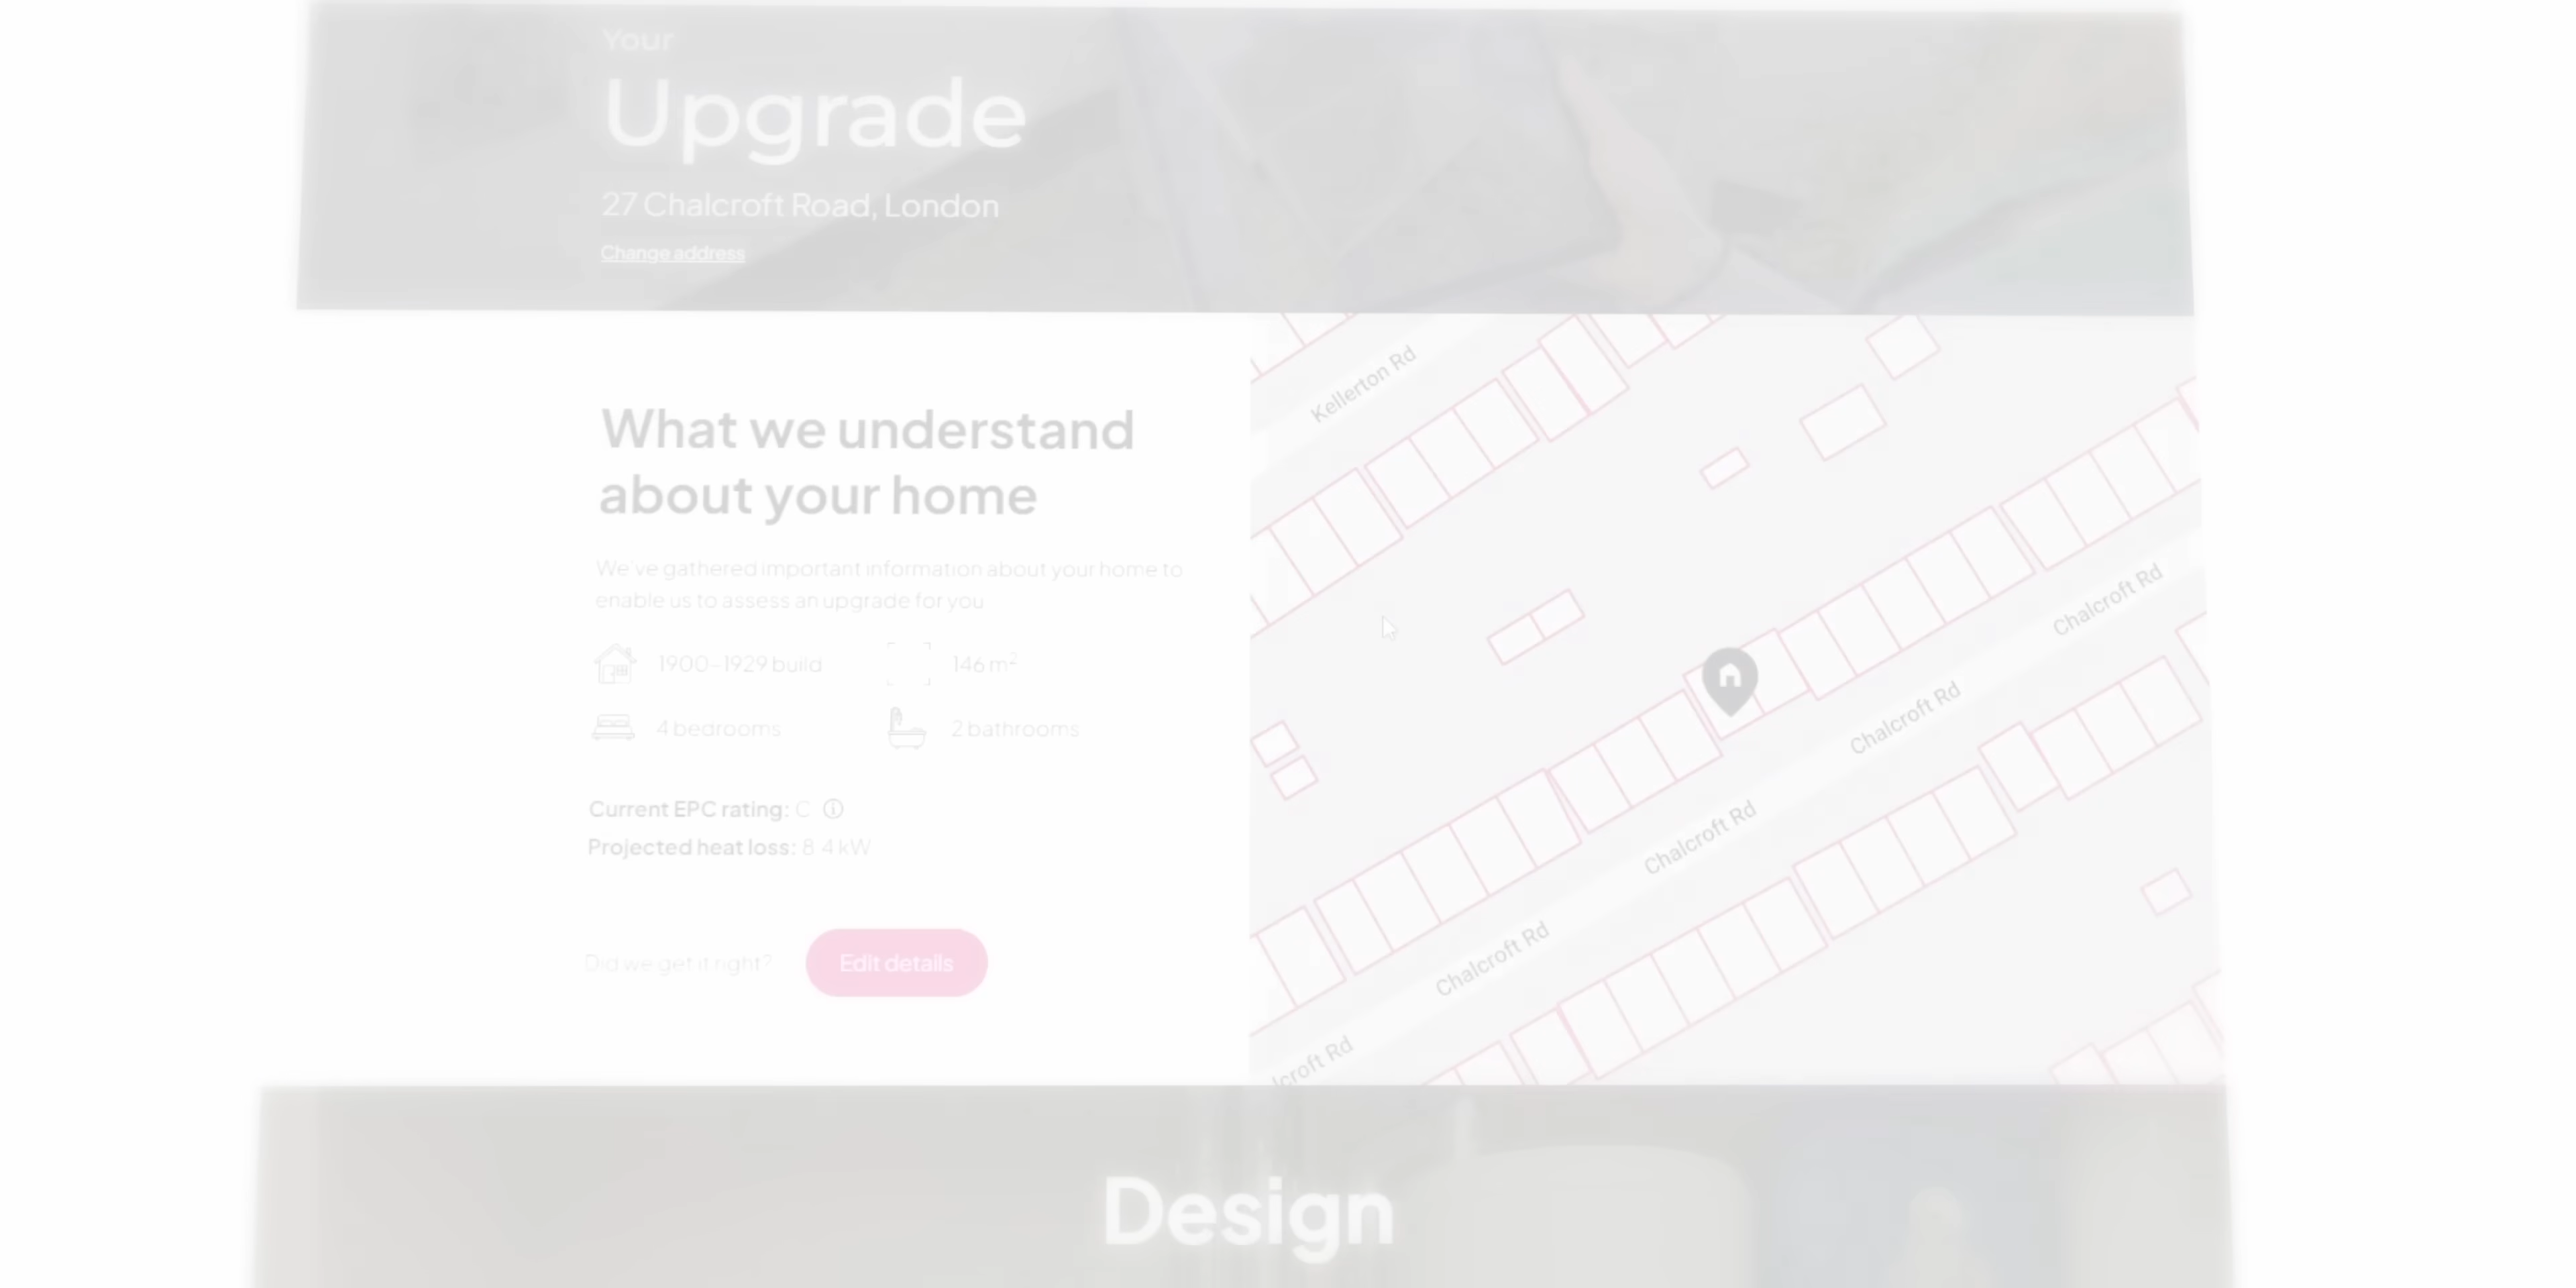 Your
Upgrade
27 Chalcroft Road, London
Change address
What we understand
about your home
We've gathered important information about your home to
enable us to assess an upgrade for you
1900–1929 build
146 m²
4 bedrooms
2 bathrooms
Current EPC rating: C
Projected heat loss: 8.4 kW
Did we get it right?
Edit details
Kellerton Rd
Chalcroft Rd
Chalcroft Rd
Chalcroft Rd
Chalcroft Rd
lcroft Rd
Design